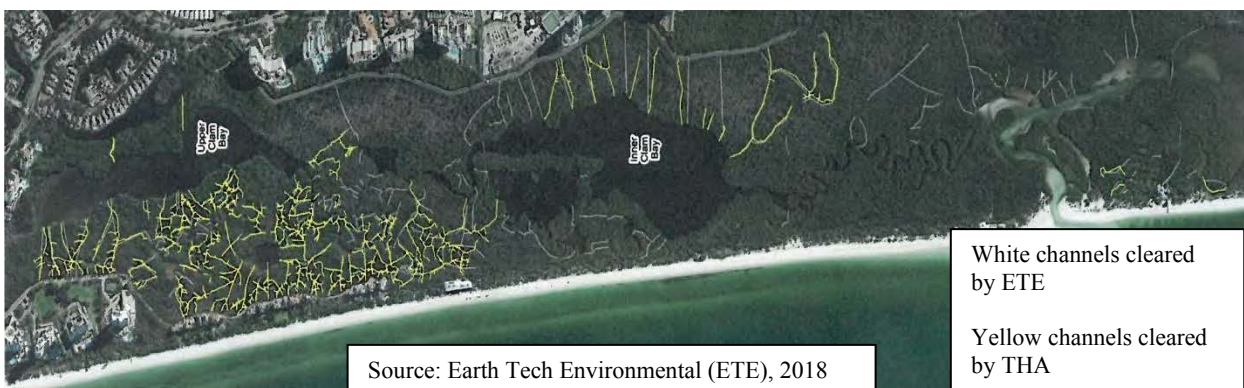 Upper
Clam
Bay
Inner
Clam
Bay
White channels cleared
by ETE
Yellow channels cleared
by THA
Source: Earth Tech Environmental (ETE), 2018